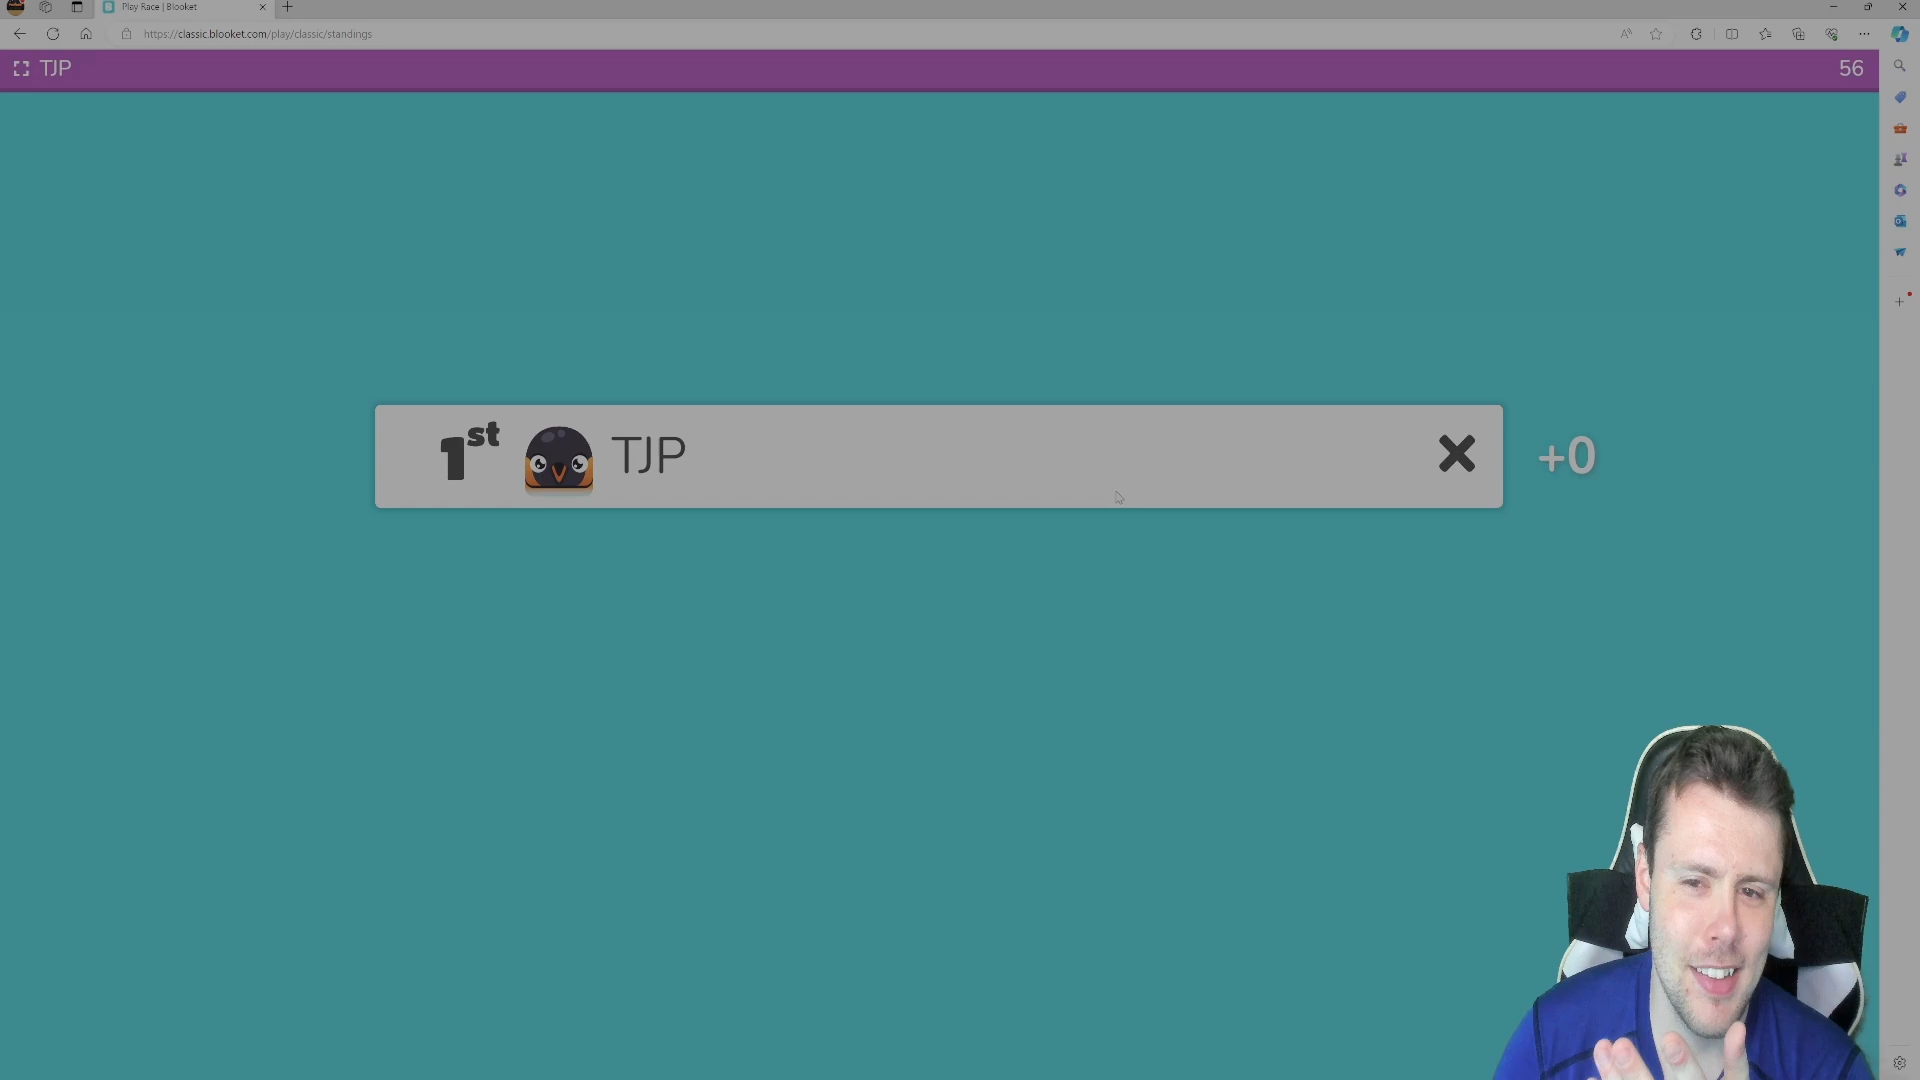 Play Race | Blooket
https://classic.blooket.com/play/classic/standings
TJP
56
1st
TJP
+0